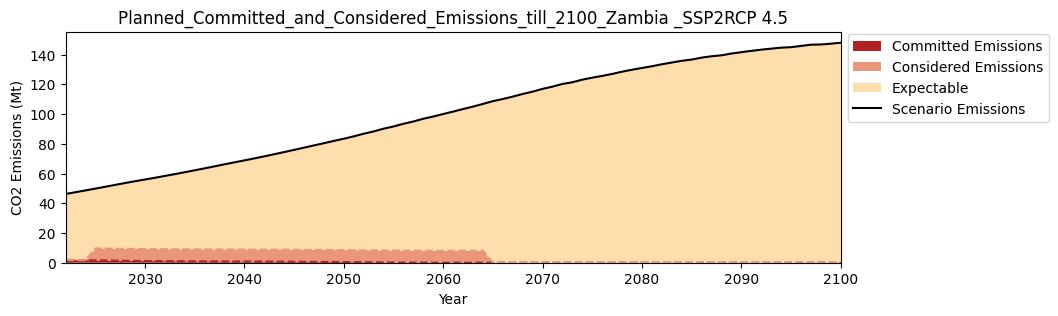 Planned_Committed_and_Considered_Emissions_till_2100_Zambia _SSP2RCP 4.5
Committed Emissions
Considered Emissions
Expectable
Scenario Emissions
CO2 Emissions (Mt)
140
120
100
80
60
40
20
0
2030 2040 2050 2060 2070 2080 2090 2100
Year